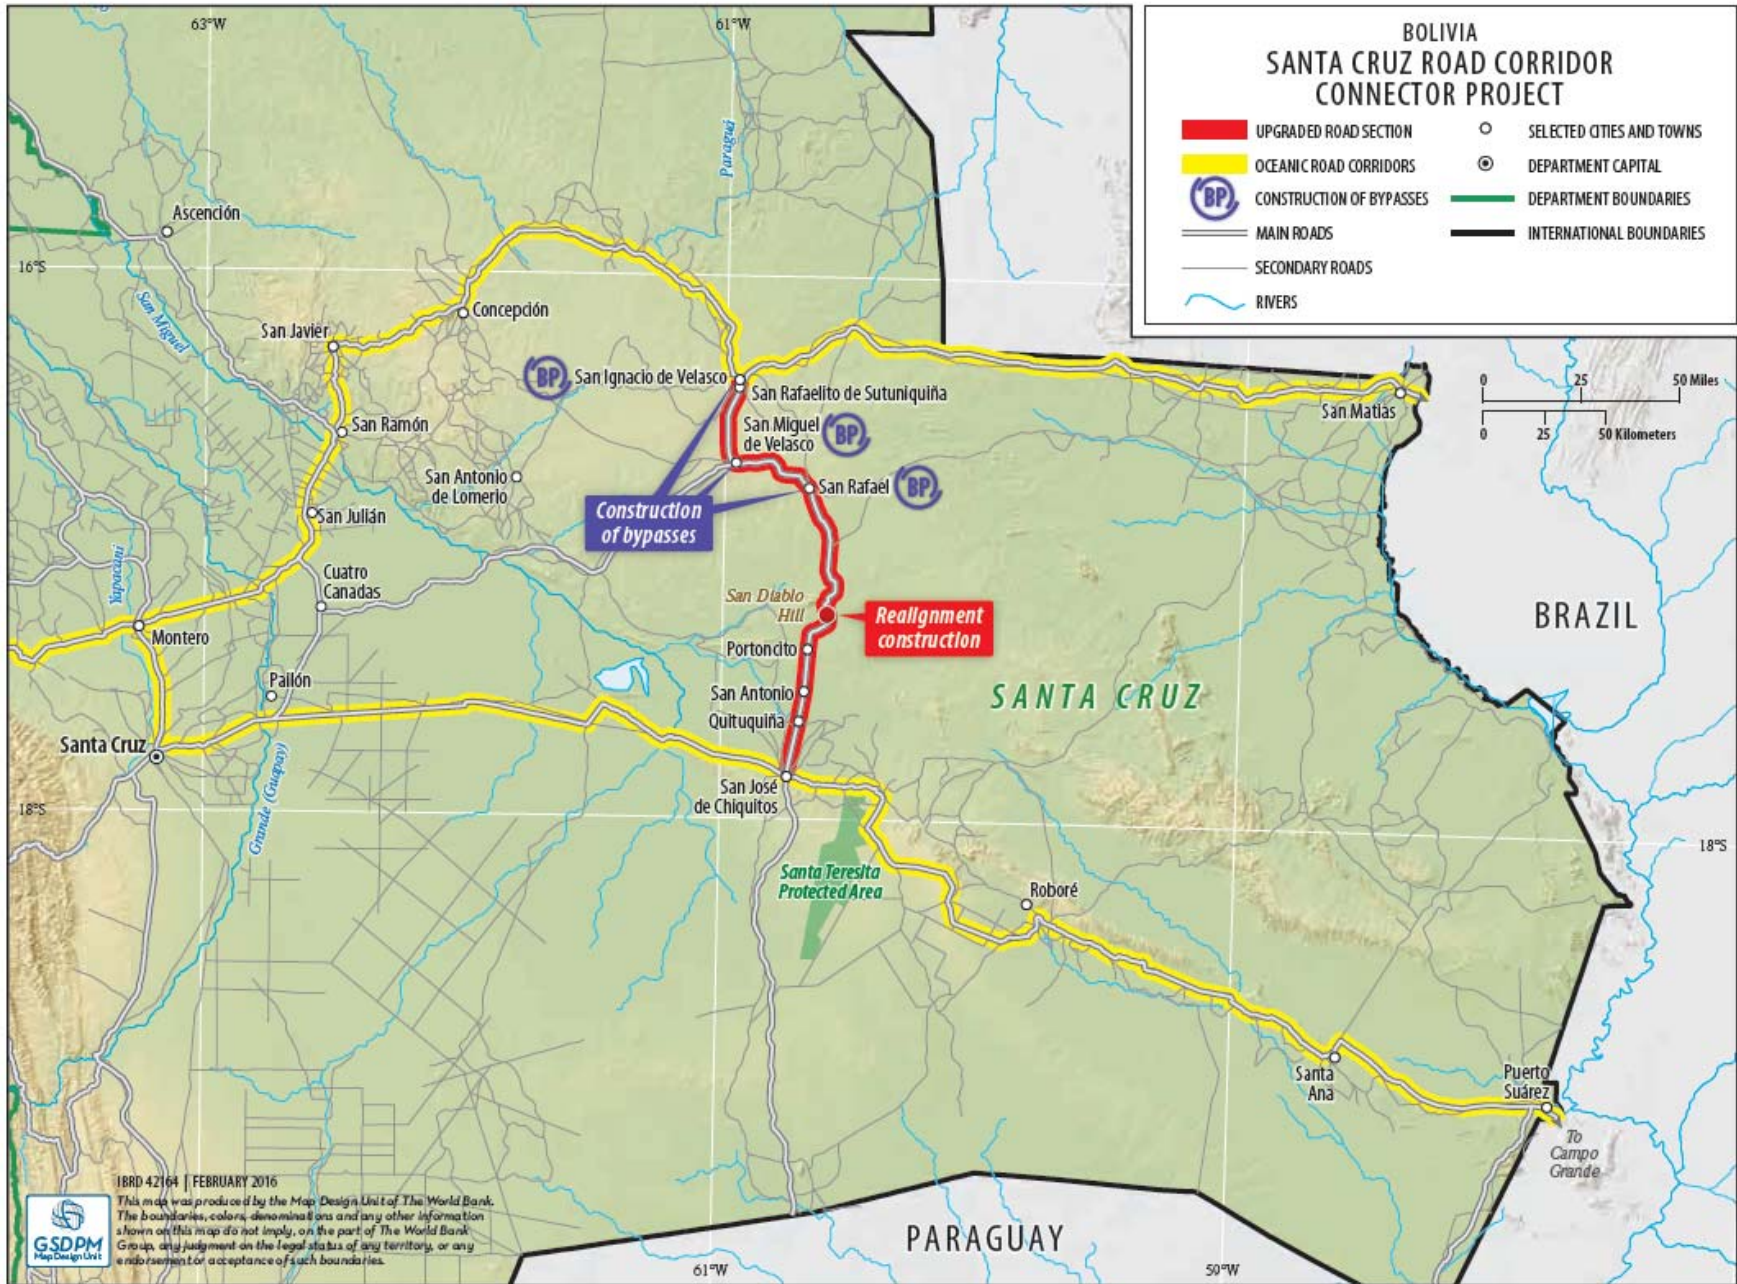 63°W
61°W
BOLIVIA
SANTA CRUZ ROAD CORRIDOR
CONNECTOR PROJECT
UPGRADED ROAD SECTION
SELECTED CITIES AND TOWNS
OCEANIC ROAD CORRIDORS
DEPARTMENT CAPITAL
BP
CONSTRUCTION OF BYPASSES
DEPARTMENT BOUNDARIES
MAIN ROADS
INTERNATIONAL BOUNDARIES
SECONDARY ROADS
RIVERS
Paraguá
Ascención
16°S
San Miguel
Concepción
San Javier
BP
San Ignacio de Velasco
San Rafaelito de Sutuniquiña
0 25 50 Miles
0 25 50 Kilometers
San Matias
San Ramón
San Miguel
de Velasco
BP
San Antonio
de Lomerio
San Rafael
BP
Construction
of bypasses
San Julián
Yapacani
Cuatro
Canadas
San Diablo
Hill
Realignment
construction
BRAZIL
Montero
Portoncito
Pailón
San Antonio
SANTA CRUZ
Quituquiña
Santa Cruz
Grande (Guapay)
San José
de Chiquitos
18°S
18°S
Santa Teresita
Protected Area
Roboré
Santa
Ana
Puerto
Suárez
To
Campo
Grande
IBRD 42164 | FEBRUARY 2016
This map was produced by the Map Design Unit of The World Bank.
The boundaries, colors, denominations and any other information
shown on this map do not imply, on the part of The World Bank
Group, any judgment on the legal status of any territory, or any
endorsement or acceptance of such boundaries.
GSDPM
Map Design Unit
PARAGUAY
61°W
59°W